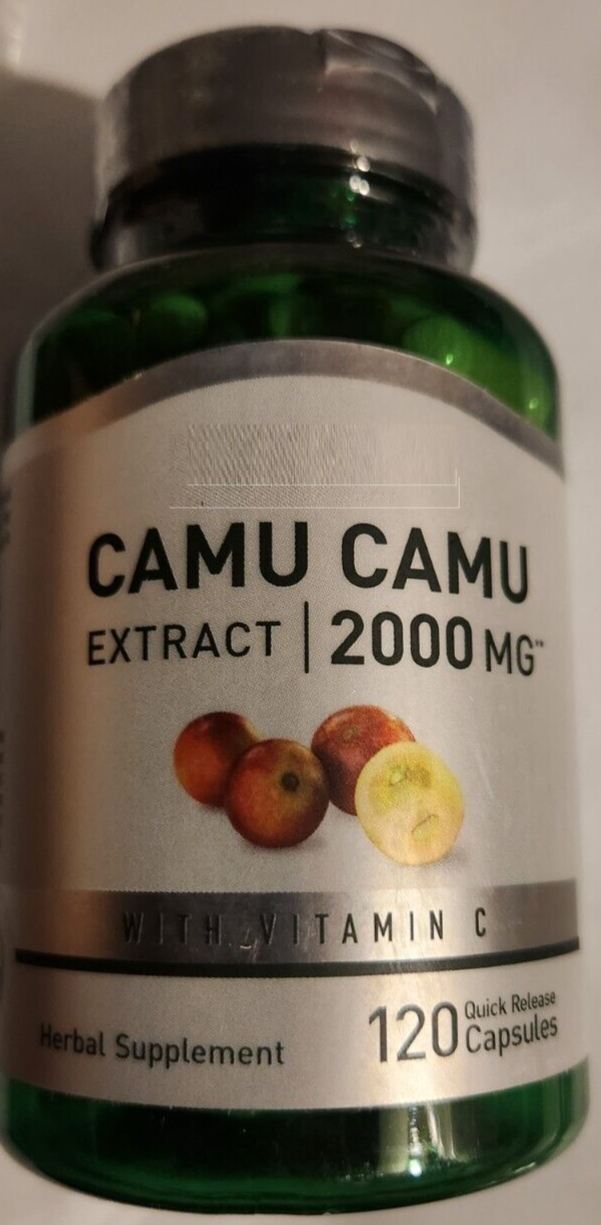 CAMU CAMU
EXTRACT | 2000 MG**
WITH VITAMIN C
Herbal Supplement
120 Quick Release
Capsules